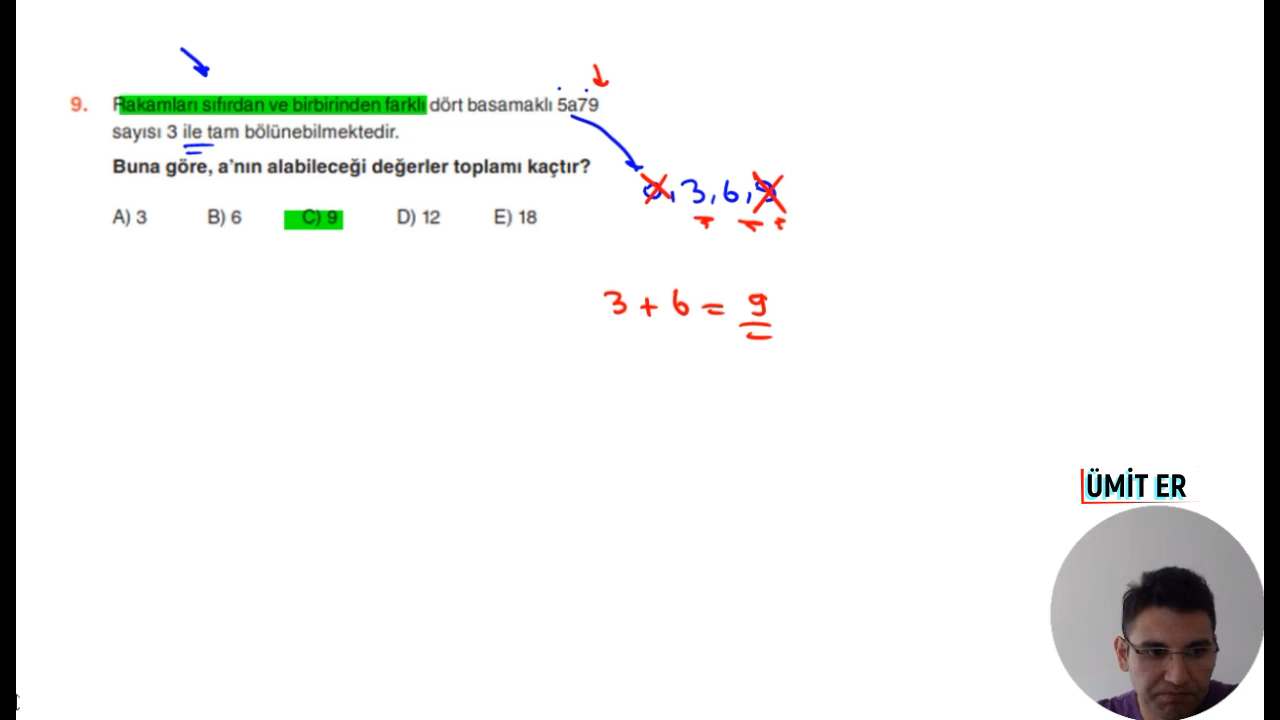 9. Rakamları sıfırdan ve birbirinden farklı dört basamaklı 5a79
sayısı 3 ile tam bölünebilmektedir.
Buna göre, a'nın alabileceği değerler toplamı kaçtır?
0, 3, 6, 9
A) 3 B) 6 C) 9 D) 12 E) 18
3 + 6 = 9
ÜMİT ER